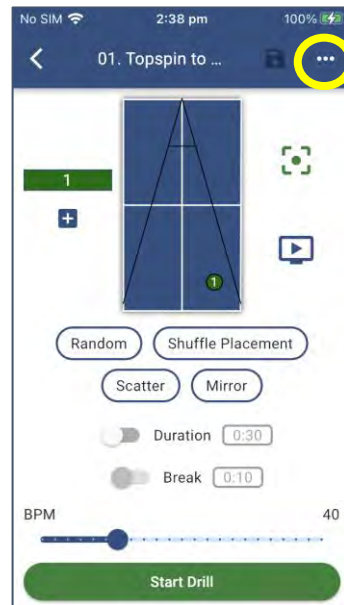 No SIM 2:38 pm 100%
01. Topspin to ...
1
1
Random Shuffle Placement
Scatter Mirror
Duration 0:30
Break 0:10
BPM 40
Start Drill